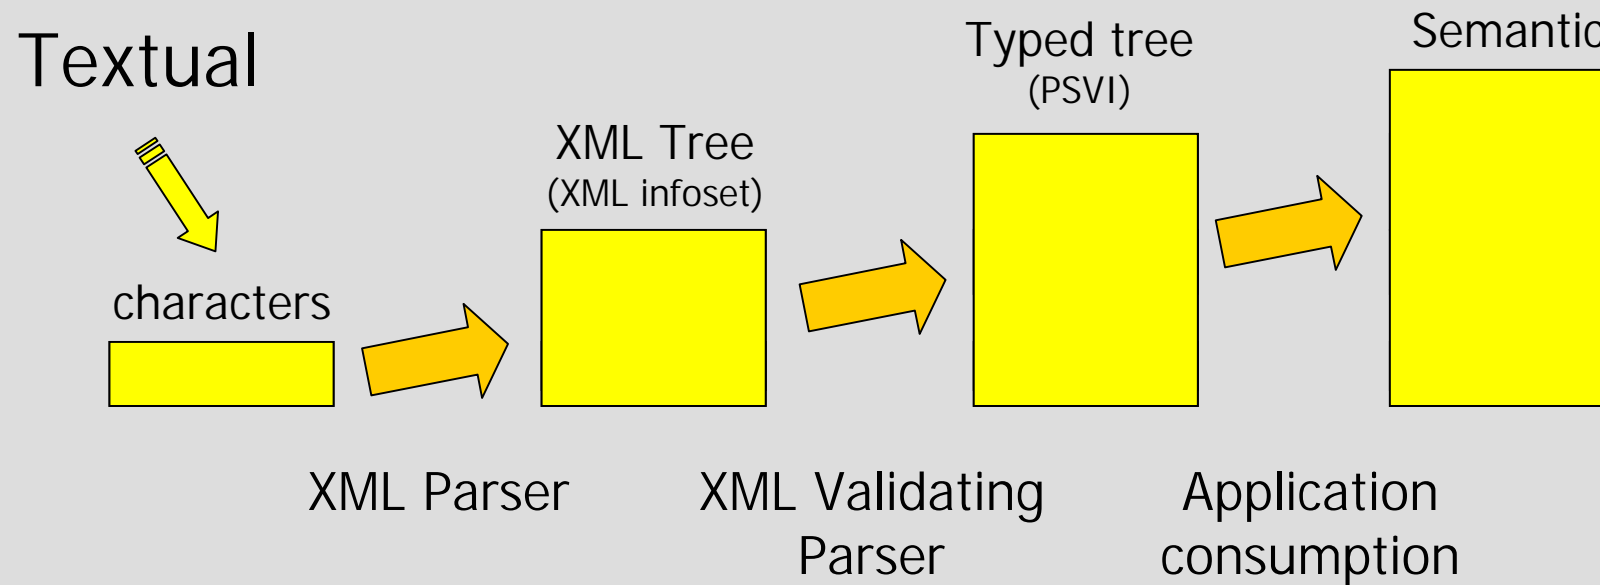 Textual
characters
XML Tree
(XML infoset)
Typed tree
(PSVI)
XML Parser
XML Validating
Parser
Application
consumption